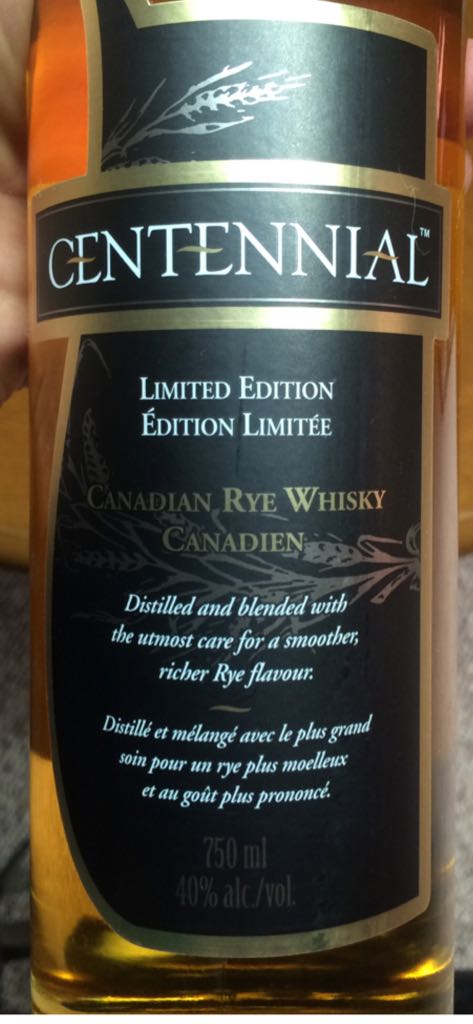 CENTENNIAL™
LIMITED EDITION
ÉDITION LIMITÉE
CANADIAN RYE WHISKY
CANADIEN
Distilled and blended with
the utmost care for a smoother,
richer Rye flavour.
Distillé et mélangé avec le plus grand
soin pour un rye plus moelleux
et au goût plus prononcé.
750 ml
40% alc./vol.